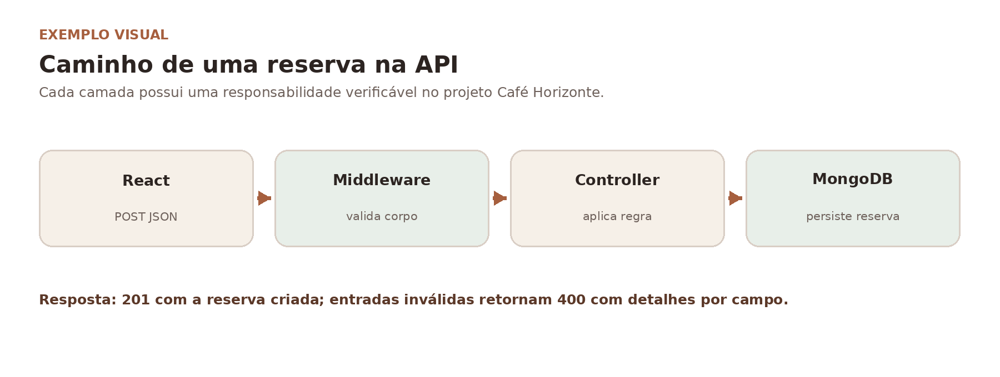 EXEMPLO VISUAL
Caminho de uma reserva na API
Cada camada possui uma responsabilidade verificável no projeto Café Horizonte.
React
POST JSON
Middleware
valida corpo
Controller
aplica regra
MongoDB
persiste reserva
Resposta: 201 com a reserva criada; entradas inválidas retornam 400 com detalhes por campo.